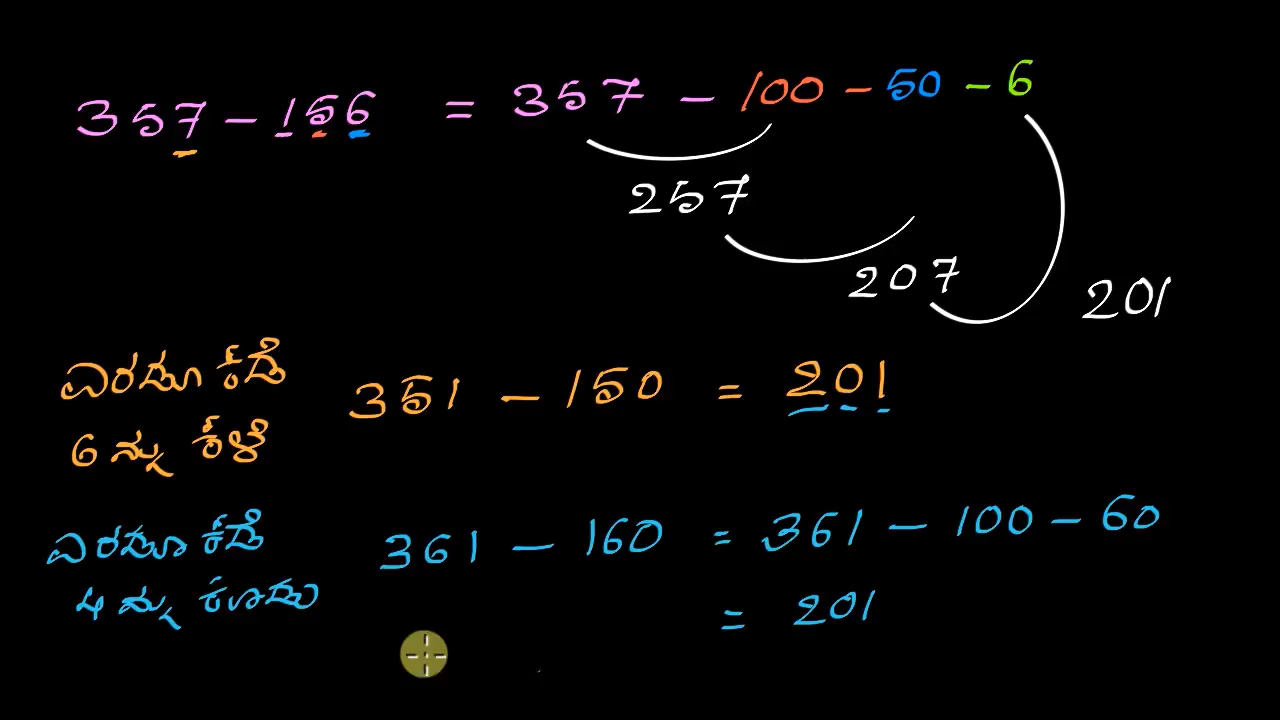 357 - 156 = 357 - 100 - 50 - 6
257
207
201
ಎರಡೂ ಕಡೆ 351 - 150 = 201
6 ನ್ನು ಕಳೆ
ಎರಡೂ ಕಡೆ 361 - 160 = 361 - 100 - 60
4 ನ್ನು ಕೂಡು = 201